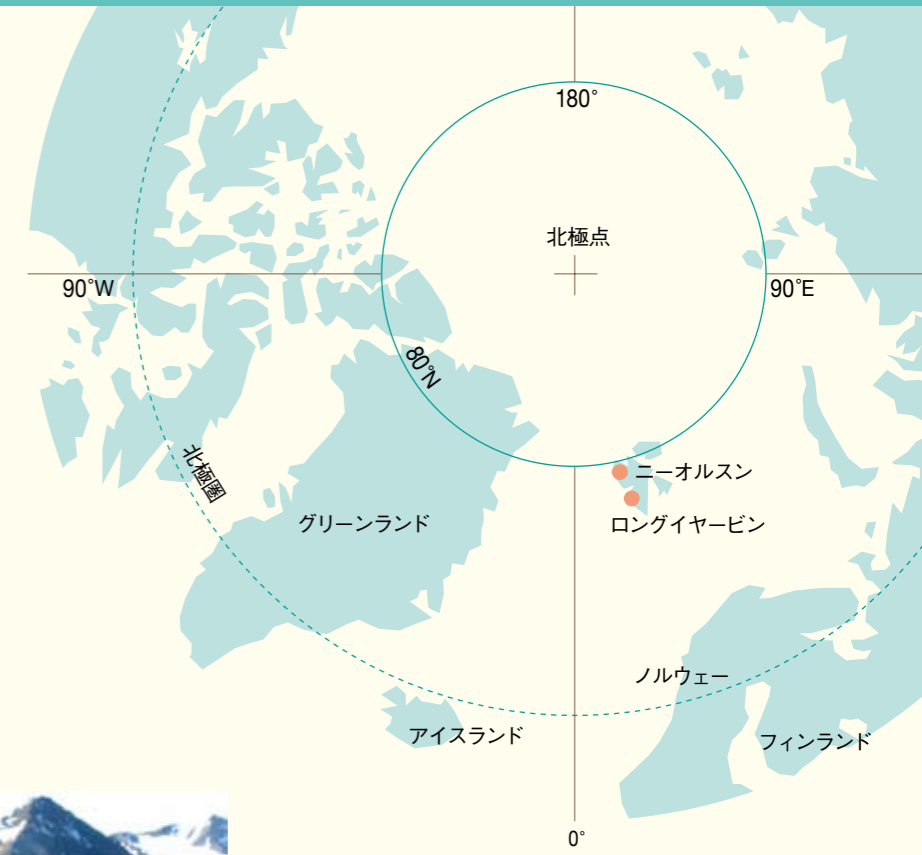 180°
北極点
90°W
90°E
80°N
ニーオルスン
北極圏
グリーンランド
ロングイヤービン
ノルウェー
アイスランド
フィンランド
0°